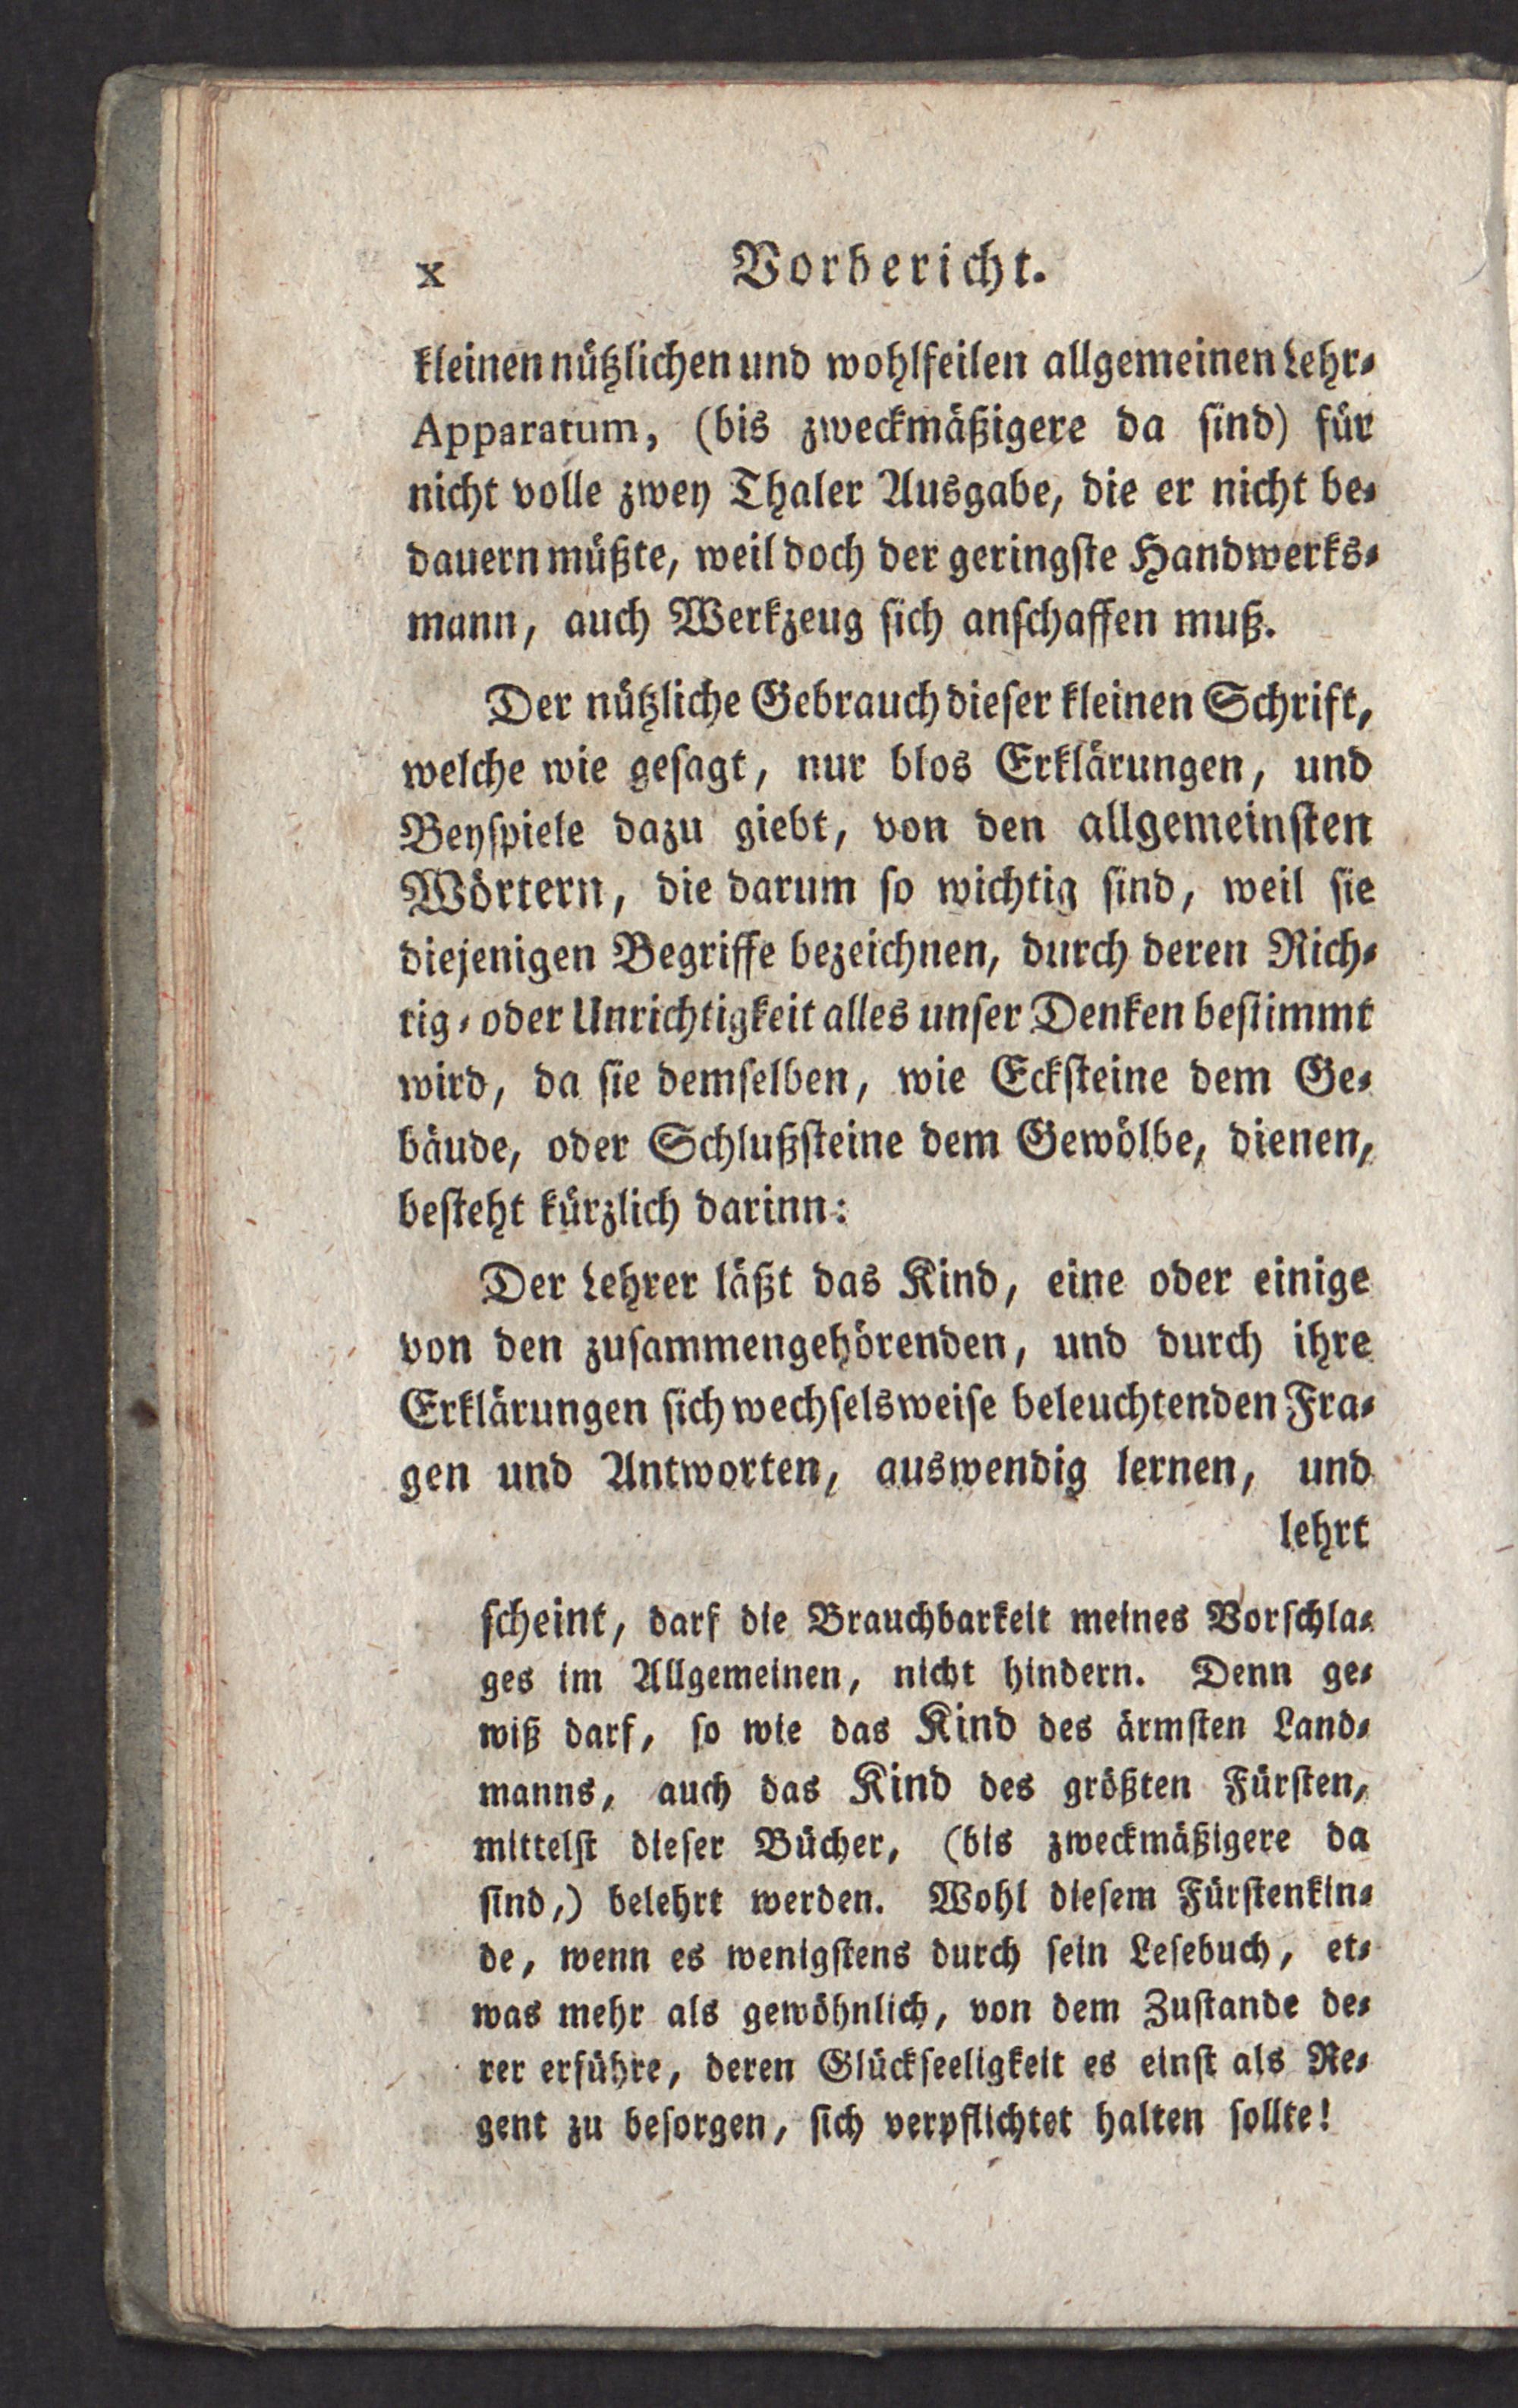 x Vorbericht.
kleinen nützlichen und wohlfeilen allgemeinen Lehr-
Apparatum, (bis zweckmäßigere da sind) für
nicht volle zwey Thaler Ausgabe, die er nicht be-
dauern müßte, weil doch der geringste Handwerks-
mann, auch Werkzeug sich anschaffen muß.
Der nützliche Gebrauch dieser kleinen Schrift,
welche wie gesagt, nur blos Erklärungen, und
Beyspiele dazu giebt, von den allgemeinsten
Wörtern, die darum so wichtig sind, weil sie
diejenigen Begriffe bezeichnen, durch deren Rich-
tig- oder Unrichtigkeit alles unser Denken bestimmt
wird, da sie demselben, wie Ecksteine dem Ge-
bäude, oder Schlußsteine dem Gewölbe, dienen,
besteht kürzlich darinn:
Der Lehrer läßt das Kind, eine oder einige
von den zusammengehörenden, und durch ihre
Erklärungen sich wechselsweise beleuchtenden Fra-
gen und Antworten, auswendig lernen, und
lehrt
scheint, darf die Brauchbarkeit meines Vorschla-
ges im Allgemeinen, nicht hindern. Denn ge-
wiß darf, so wie das Kind des ärmsten Land-
manns, auch das Kind des größten Fürsten,
mittelst dieser Bücher, (bis zweckmäßigere da
sind,) belehrt werden. Wohl diesem Fürstenkin-
de, wenn es wenigstens durch sein Lesebuch, et-
was mehr als gewöhnlich, von dem Zustande de-
rer erführe, deren Glückseeligkeit es einst als Re-
gent zu besorgen, sich verpflichtet halten sollte!